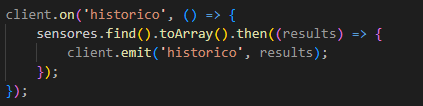 client.on('historico', () => {
    sensores.find().toArray().then((results) => {
        client.emit('historico', results);
    });
});